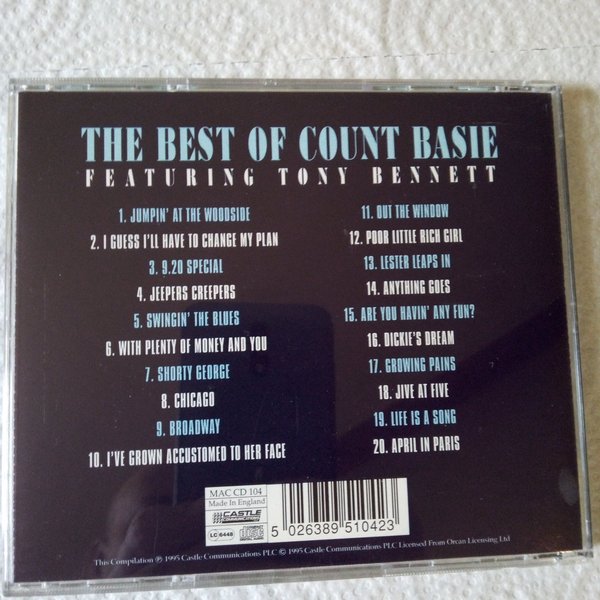 THE BEST OF COUNT BASIE
FEATURING TONY BENNETT
1. JUMPIN' AT THE WOODSIDE
2. I GUESS I'LL HAVE TO CHANGE MY PLAN
3. 9.20 SPECIAL
4. JEEPERS CREEPERS
5. SWINGIN' THE BLUES
6. WITH PLENTY OF MONEY AND YOU
7. SHORTY GEORGE
8. CHICAGO
9. BROADWAY
10. I'VE GROWN ACCUSTOMED TO HER FACE
11. OUT THE WINDOW
12. POOR LITTLE RICH GIRL
13. LESTER LEAPS IN
14. ANYTHING GOES
15. ARE YOU HAVIN' ANY FUN?
16. DICKIE'S DREAM
17. GROWING PAINS
18. JIVE AT FIVE
19. LIFE IS A SONG
20. APRIL IN PARIS
MAC CD 104
Made in England
CASTLE
COMMUNICATIONS
LC 6448
COMPACT
disc
DIGITAL AUDIO
5 026389 510423
This Compilation ℗ 1995 Castle Communications PLC © 1995 Castle Communications PLC Licensed From Orcan Licensing Ltd